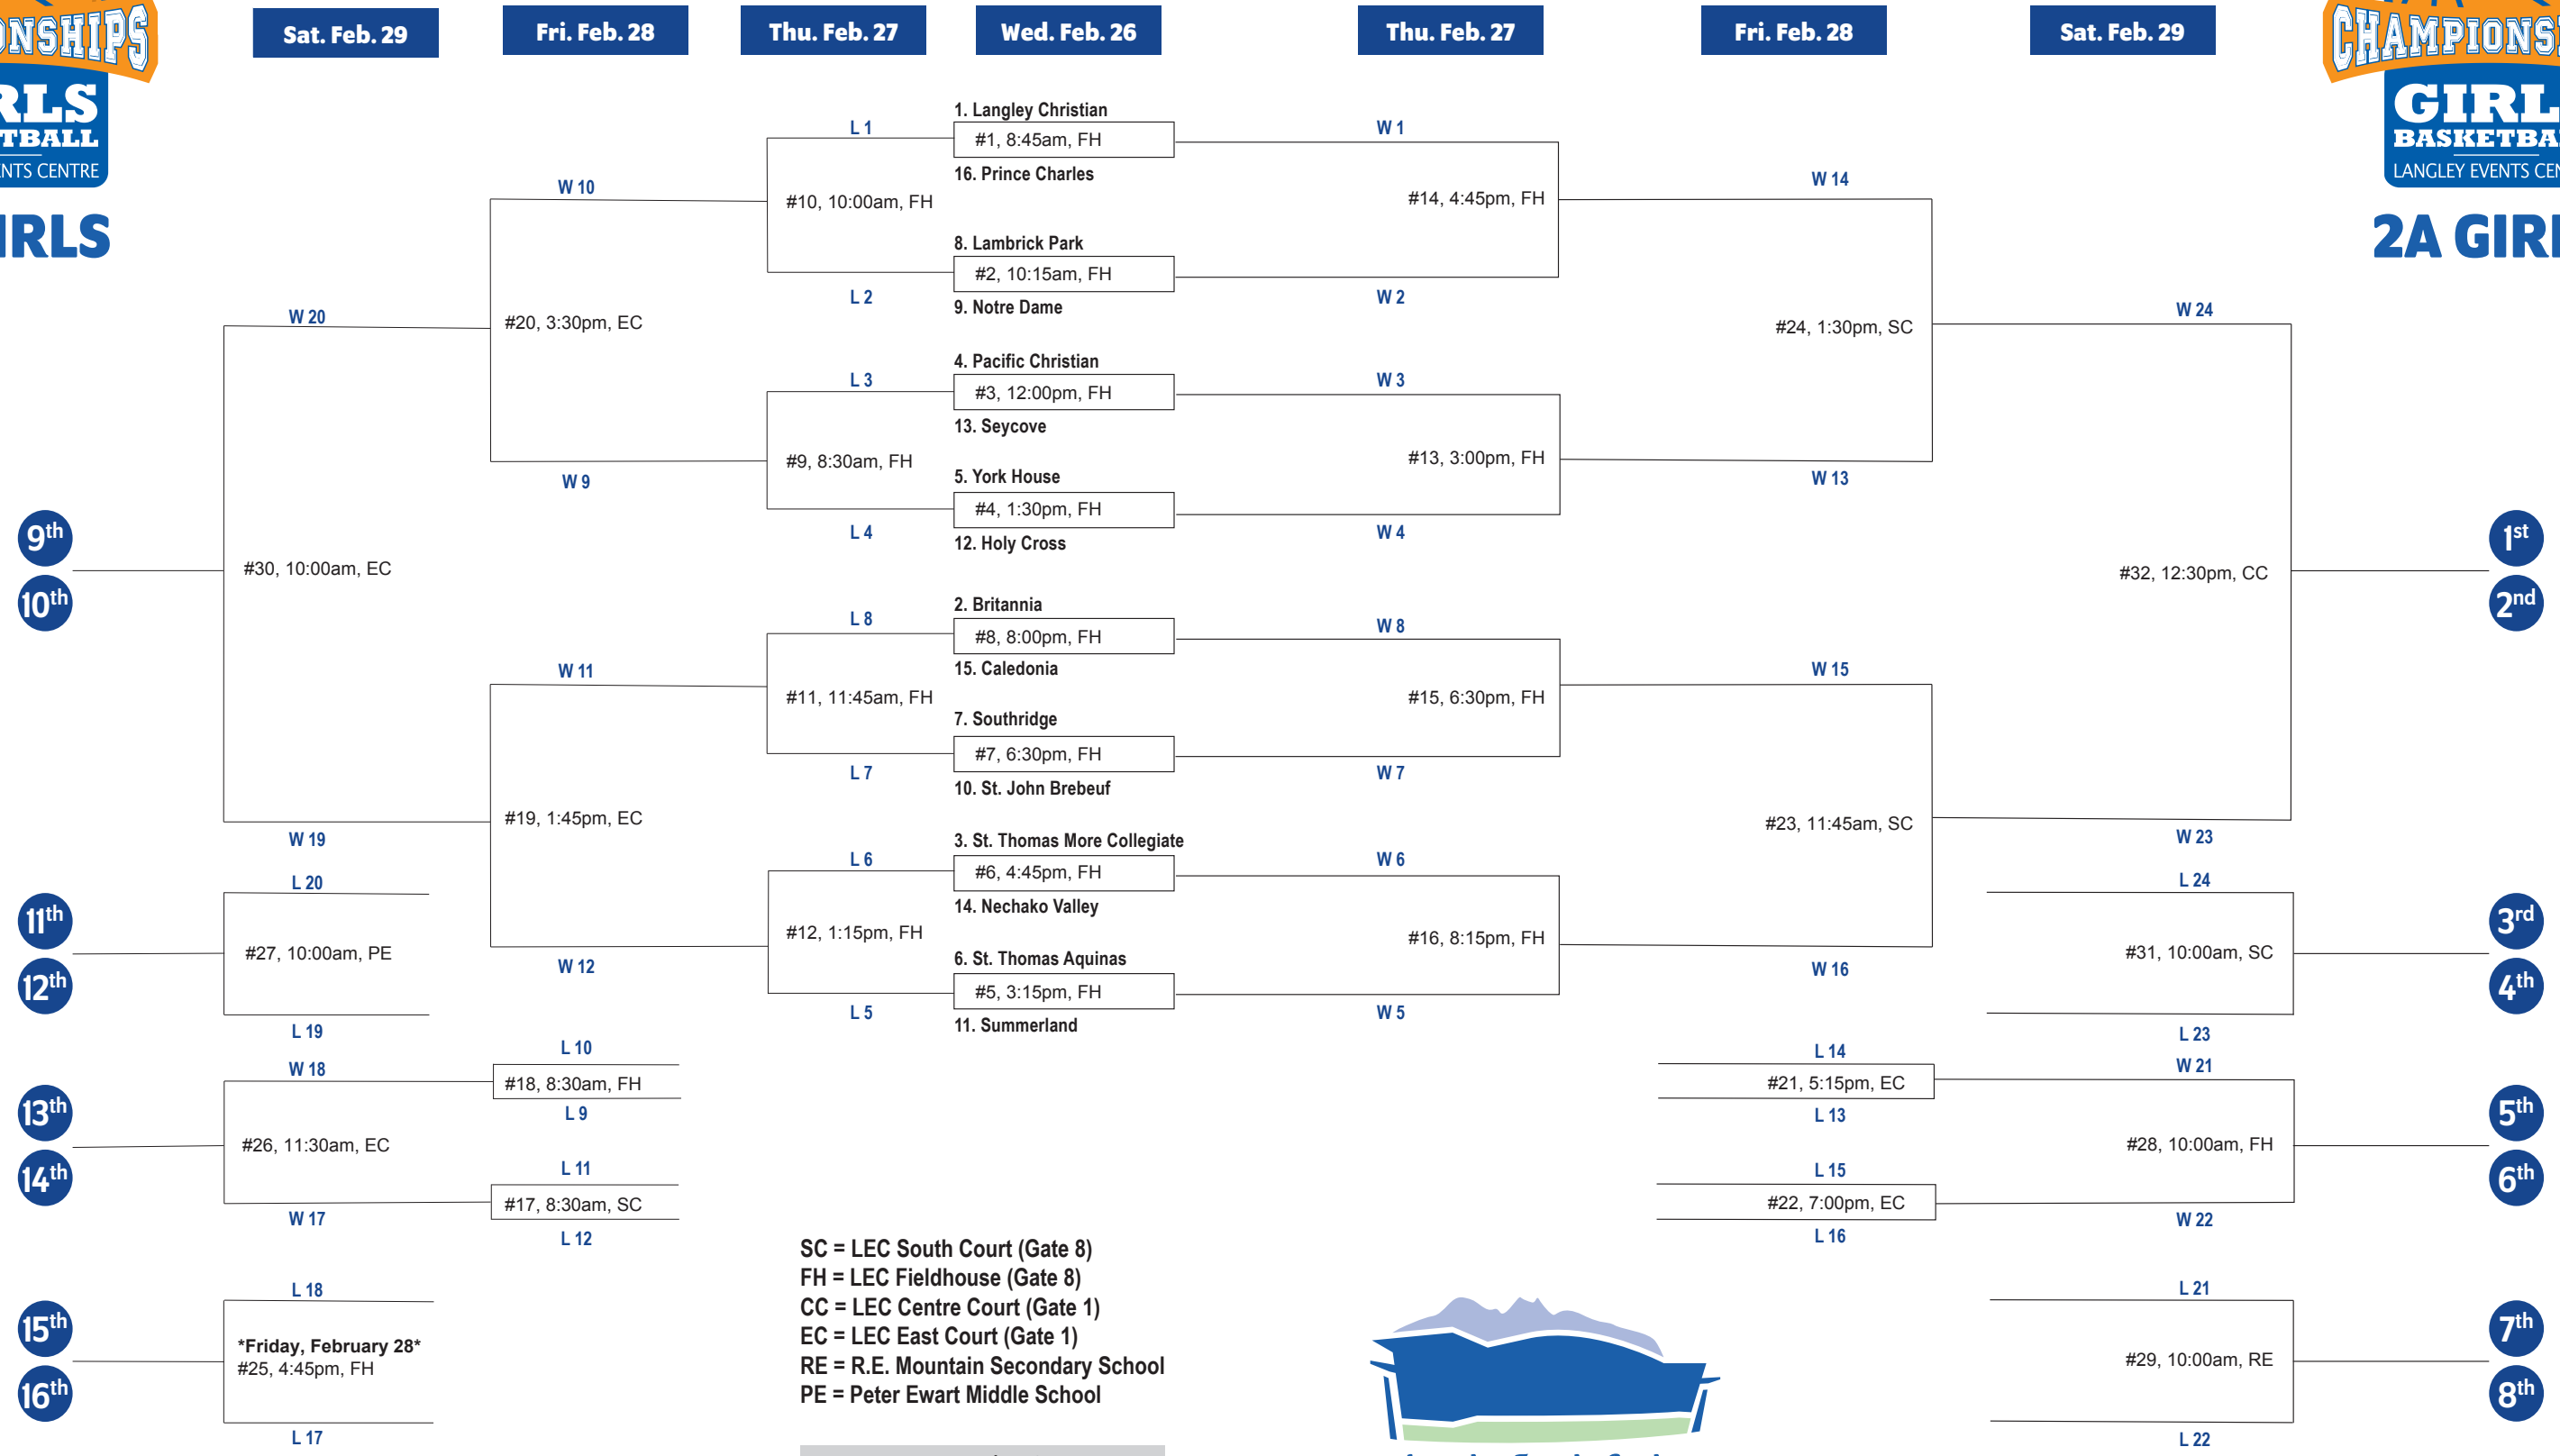 ONSHIPS
RLS
TBALL
NTS CENTRE
IRLS
Sat. Feb. 29
Fri. Feb. 28
Thu. Feb. 27
Wed. Feb. 26
Thu. Feb. 27
Fri. Feb. 28
Sat. Feb. 29
CHAMPIONS
GIRL
BASKETBA
LANGLEY EVENTS CEN
2A GIRL
1. Langley Christian
L 1
#1, 8:45am, FH
W 1
16. Prince Charles
W 10
W 14
#10, 10:00am, FH
#14, 4:45pm, FH
8. Lambrick Park
#2, 10:15am, FH
L 2
W 2
9. Notre Dame
W 20
W 24
#20, 3:30pm, EC
#24, 1:30pm, SC
4. Pacific Christian
L 3
W 3
#3, 12:00pm, FH
13. Seycove
#9, 8:30am, FH
#13, 3:00pm, FH
5. York House
W 9
W 13
#4, 1:30pm, FH
L 4
W 4
12. Holy Cross
9th
10th
#30, 10:00am, EC
#32, 12:30pm, CC
1st
2nd
2. Britannia
L 8
W 8
#8, 8:00pm, FH
15. Caledonia
W 11
W 15
#11, 11:45am, FH
#15, 6:30pm, FH
7. Southridge
#7, 6:30pm, FH
L 7
W 7
10. St. John Brebeuf
#19, 1:45pm, EC
#23, 11:45am, SC
W 19
W 23
3. St. Thomas More Collegiate
L 6
W 6
#6, 4:45pm, FH
14. Nechako Valley
L 20
L 24
11th
12th
#27, 10:00am, PE
#12, 1:15pm, FH
#16, 8:15pm, FH
#31, 10:00am, SC
3rd
4th
6. St. Thomas Aquinas
W 12
W 16
#5, 3:15pm, FH
L 5
W 5
11. Summerland
L 19
L 23
L 10
L 14
W 18
W 21
#18, 8:30am, FH
#21, 5:15pm, EC
L 9
L 13
13th
14th
#26, 11:30am, EC
#28, 10:00am, FH
5th
6th
L 11
L 15
#17, 8:30am, SC
#22, 7:00pm, EC
W 17
W 22
L 12
L 16
SC = LEC South Court (Gate 8)
FH = LEC Fieldhouse (Gate 8)
CC = LEC Centre Court (Gate 1)
EC = LEC East Court (Gate 1)
RE = R.E. Mountain Secondary School
PE = Peter Ewart Middle School
L 18
L 21
15th
16th
*Friday, February 28*
#25, 4:45pm, FH
#29, 10:00am, RE
7th
8th
L 17
L 22